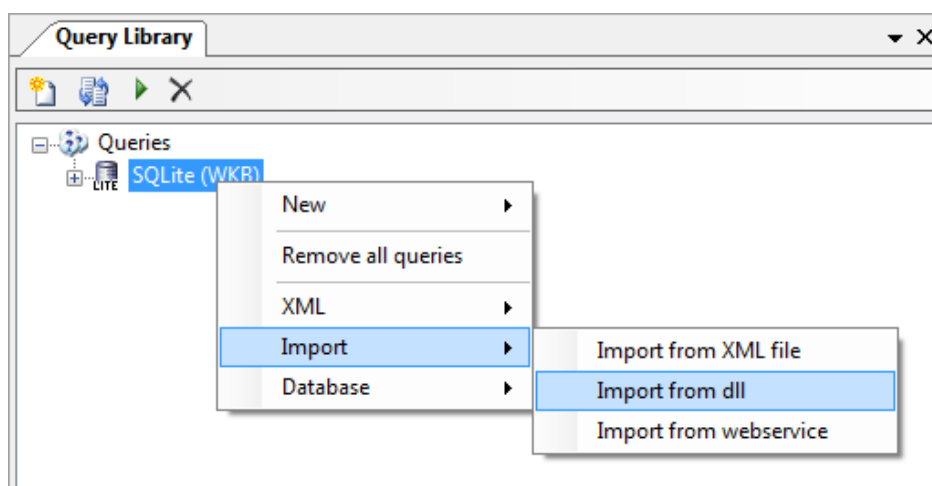 Query Library
Queries
LITE SQLite (WKB)
New
Remove all queries
XML
Import
Import from XML file
Database
Import from dll
Import from webservice